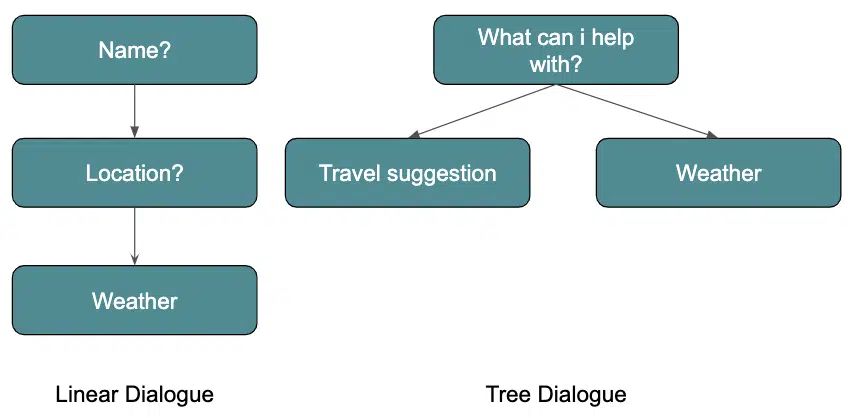 Name?
Location?
Weather
Linear Dialogue
What can i help
with?
Travel suggestion
Weather
Tree Dialogue